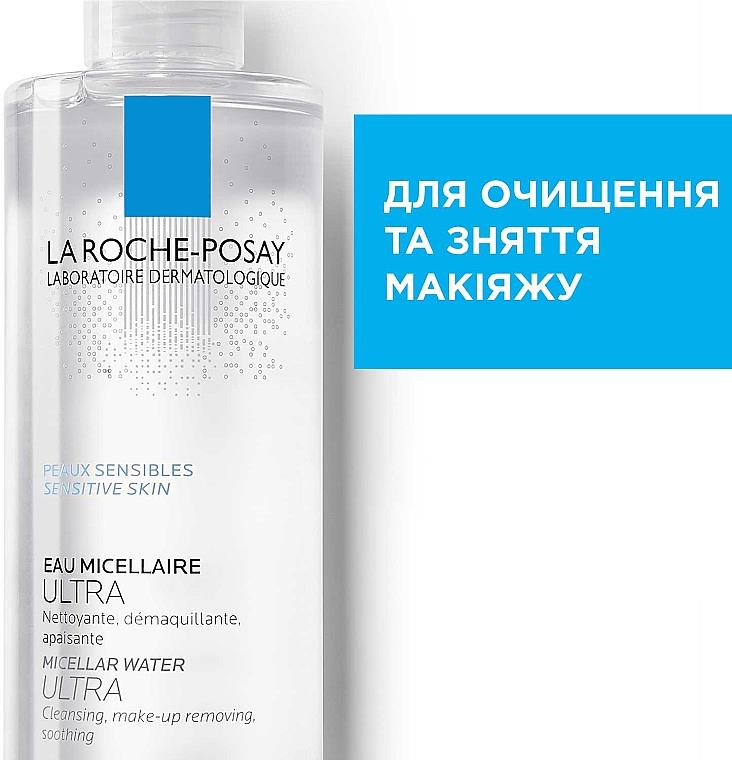 LA ROCHE-POSAY
LABORATOIRE DERMATOLOGIQUE
PEAUX SENSIBLES
SENSITIVE SKIN
EAU MICELLAIRE
ULTRA
Nettoyante, démaquillante,
apaisante
MICELLAR WATER
ULTRA
Cleansing, make-up removing,
soothing
ДЛЯ ОЧИЩЕННЯ
ТА ЗНЯТТЯ
МАКІЯЖУ